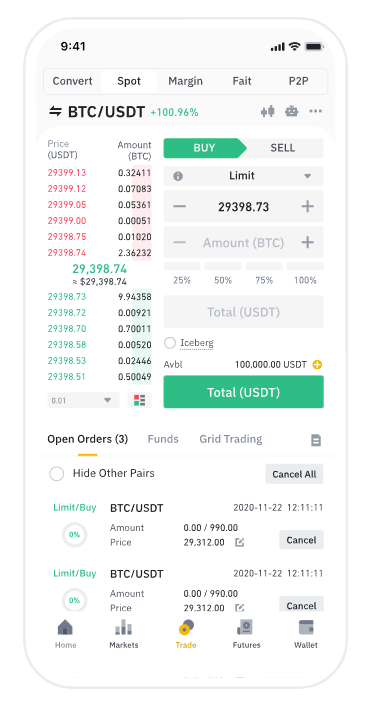 9:41
Convert Spot Margin Fait P2P
BTC/USDT +100.96%
Price (USDT) Amount (BTC)
29399.13 0.32411
29399.12 0.07083
29399.05 0.05361
29399.00 0.00051
29398.75 0.01020
29398.74 2.36232
29,398.74
≈ $29,398.74
29398.73 9.94358
29398.72 0.00921
29398.70 0.70011
29398.58 0.00520
29398.53 0.02446
29398.51 0.50049
0.01
BUY SELL
Limit
29398.73
Amount (BTC)
25% 50% 75% 100%
Total (USDT)
Iceberg
Avbl 100,000.00 USDT
Total (USDT)
Open Orders (3) Funds Grid Trading
Hide Other Pairs Cancel All
Limit/Buy BTC/USDT 2020-11-22 12:11:11
0% Amount 0.00 / 990.00
Price 29,312.00 Cancel
Limit/Buy BTC/USDT 2020-11-22 12:11:11
0% Amount 0.00 / 990.00
Price 29,312.00 Cancel
Home Markets Trade Futures Wallet